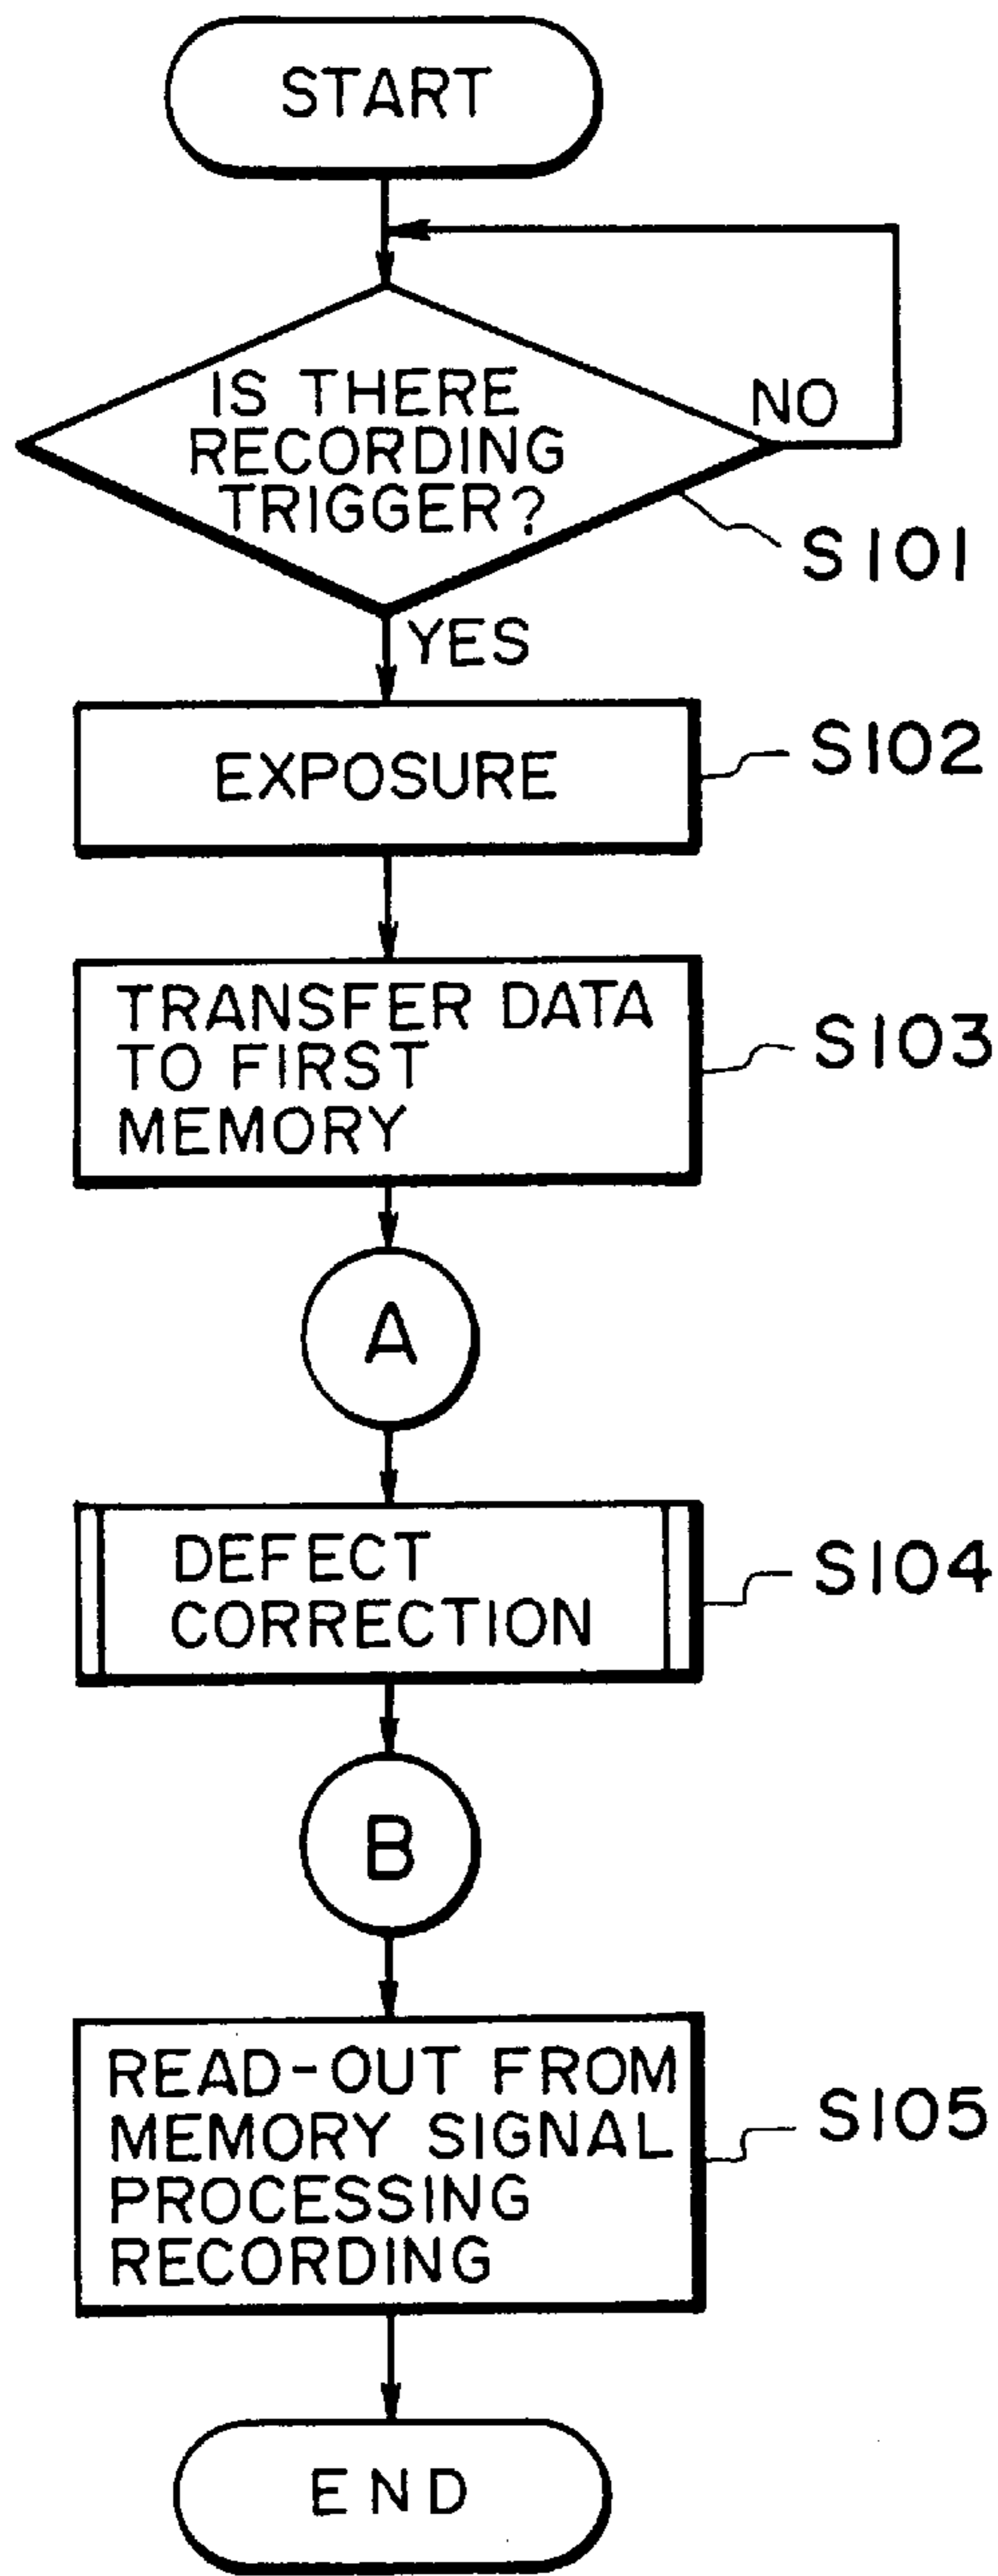 START
IS THERE
RECORDING
TRIGGER?
NO
S101
YES
EXPOSURE
S102
TRANSFER DATA
TO FIRST
MEMORY
S103
A
DEFECT
CORRECTION
S104
B
READ-OUT FROM
MEMORY SIGNAL
PROCESSING
RECORDING
S105
END